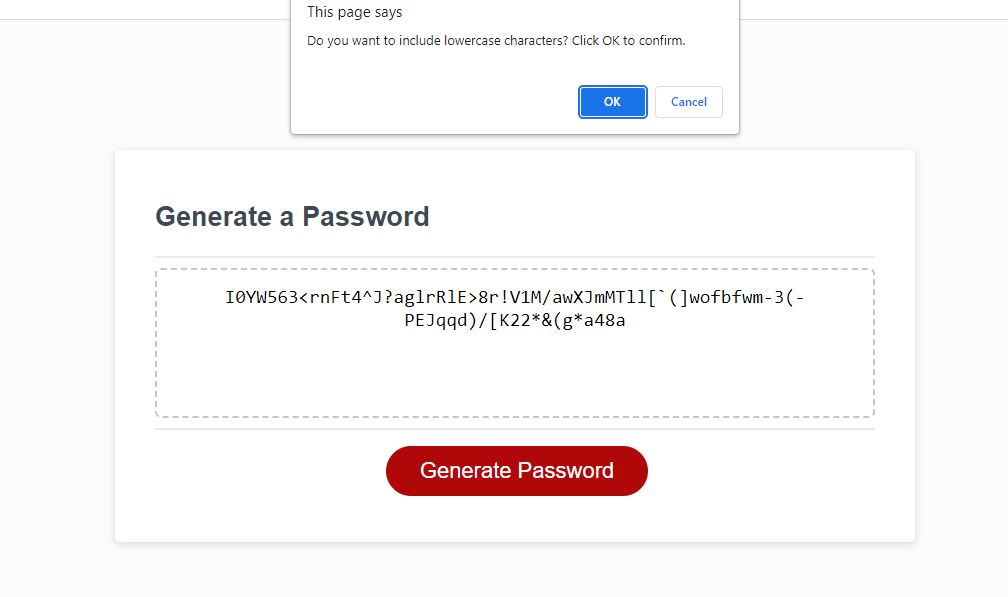 This page says
Do you want to include lowercase characters? Click OK to confirm.
OK
Cancel
Generate a Password
I0YW563<rnFt4^J?aglrRlE>8r!V1M/awXJmMTll[`(]wofbfwm-3(-
PEJqqd)/[K22*&(g*a48a
Generate Password